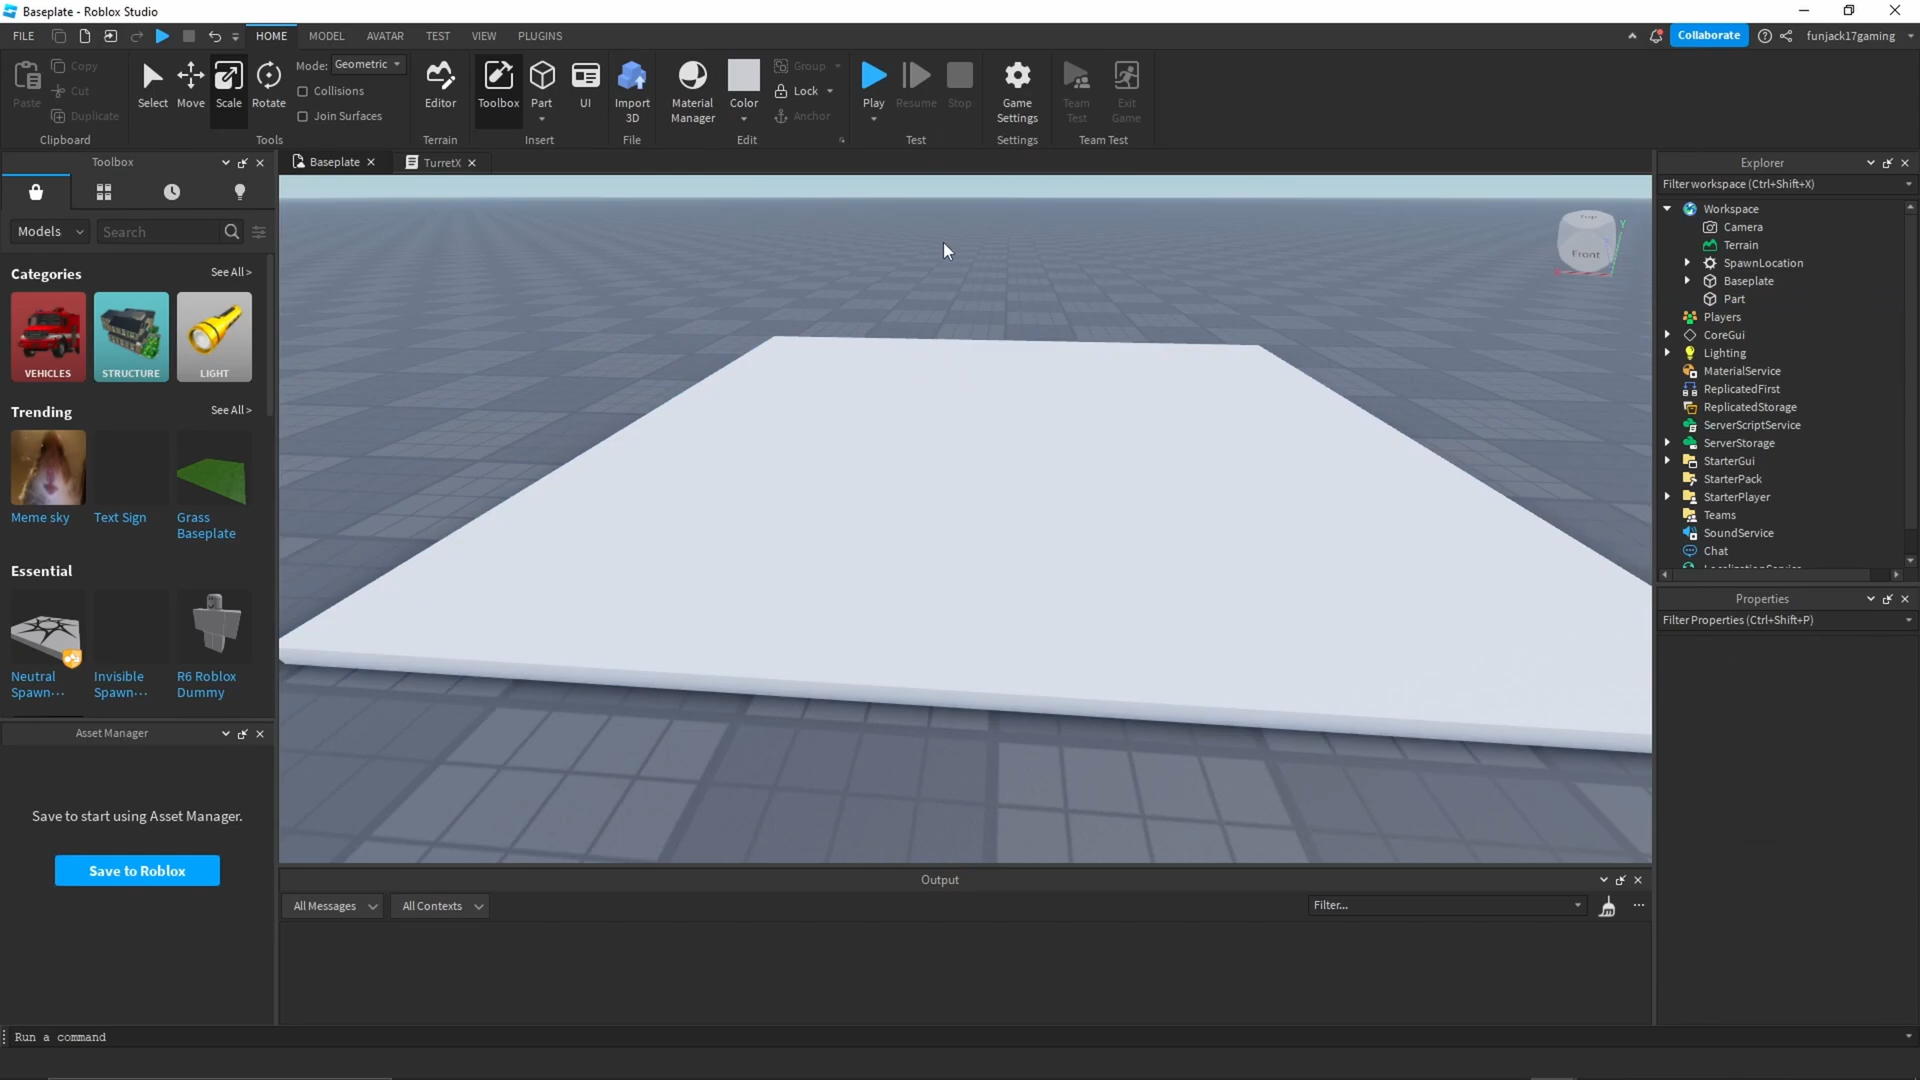 Baseplate - Roblox Studio
FILE
HOME
MODEL
AVATAR
TEST
VIEW
PLUGINS
Collaborate
funjack17gaming
Paste
Copy
Cut
Duplicate
Clipboard
Select
Move
Scale
Rotate
Mode: Geometric
Collisions
Join Surfaces
Tools
Editor
Terrain
Toolbox
Part
UI
Insert
Import
3D
File
Material
Manager
Color
Group
Lock
Anchor
Edit
Play
Resume
Stop
Test
Game
Settings
Settings
Team
Test
Exit
Game
Team Test
Toolbox
Models
Search
Categories
See All >
VEHICLES
STRUCTURE
LIGHT
Trending
See All >
Meme sky
Text Sign
Grass
Baseplate
Essential
Neutral
Spawn...
Invisible
Spawn...
R6 Roblox
Dummy
Asset Manager
Save to start using Asset Manager.
Save to Roblox
Baseplate
TurretX
Front
Y
Output
All Messages
All Contexts
Filter...
Explorer
Filter workspace (Ctrl+Shift+X)
Workspace
Camera
Terrain
SpawnLocation
Baseplate
Part
Players
CoreGui
Lighting
MaterialService
ReplicatedFirst
ReplicatedStorage
ServerScriptService
ServerStorage
StarterGui
StarterPack
StarterPlayer
Teams
SoundService
Chat
Properties
Filter Properties (Ctrl+Shift+P)
Run a command